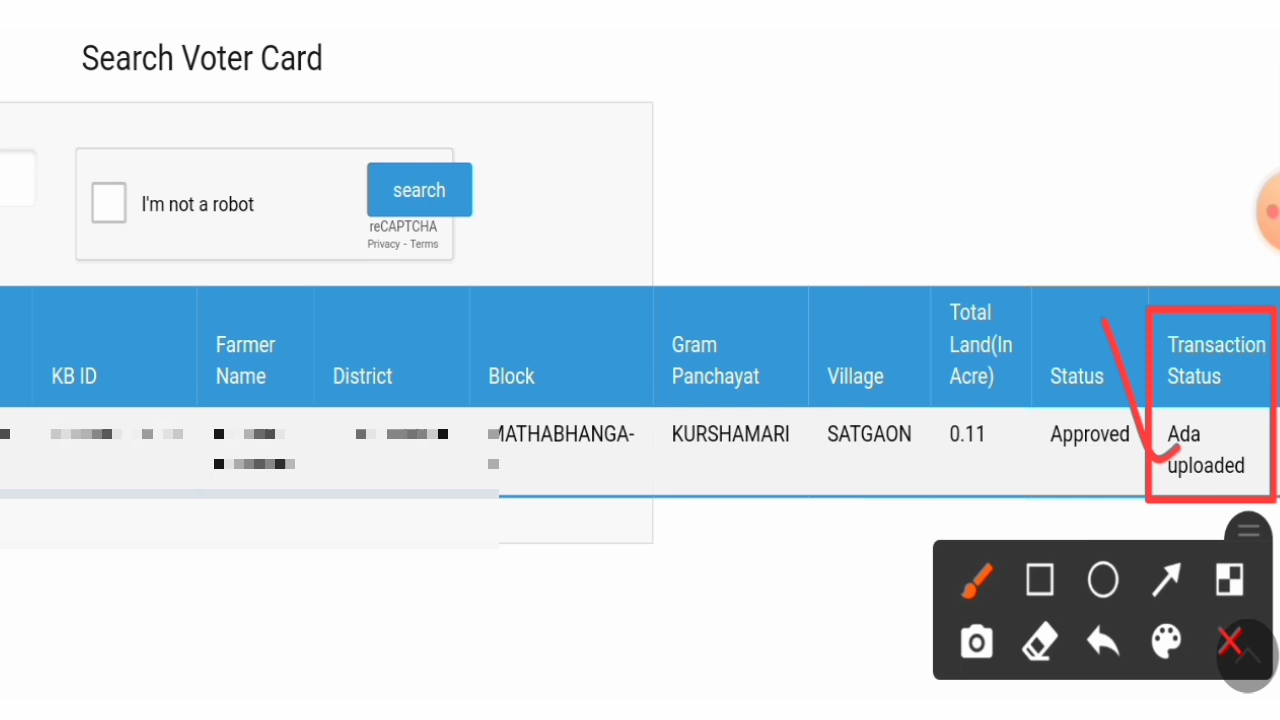 Search Voter Card
I'm not a robot
search
reCAPTCHA
Privacy - Terms
KB ID
Farmer
Name
District
Block
Gram
Panchayat
Village
Total
Land(In
Acre)
Status
Transaction
Status
MATHABHANGA-
KURSHAMARI
SATGAON
0.11
Approved
Ada
uploaded